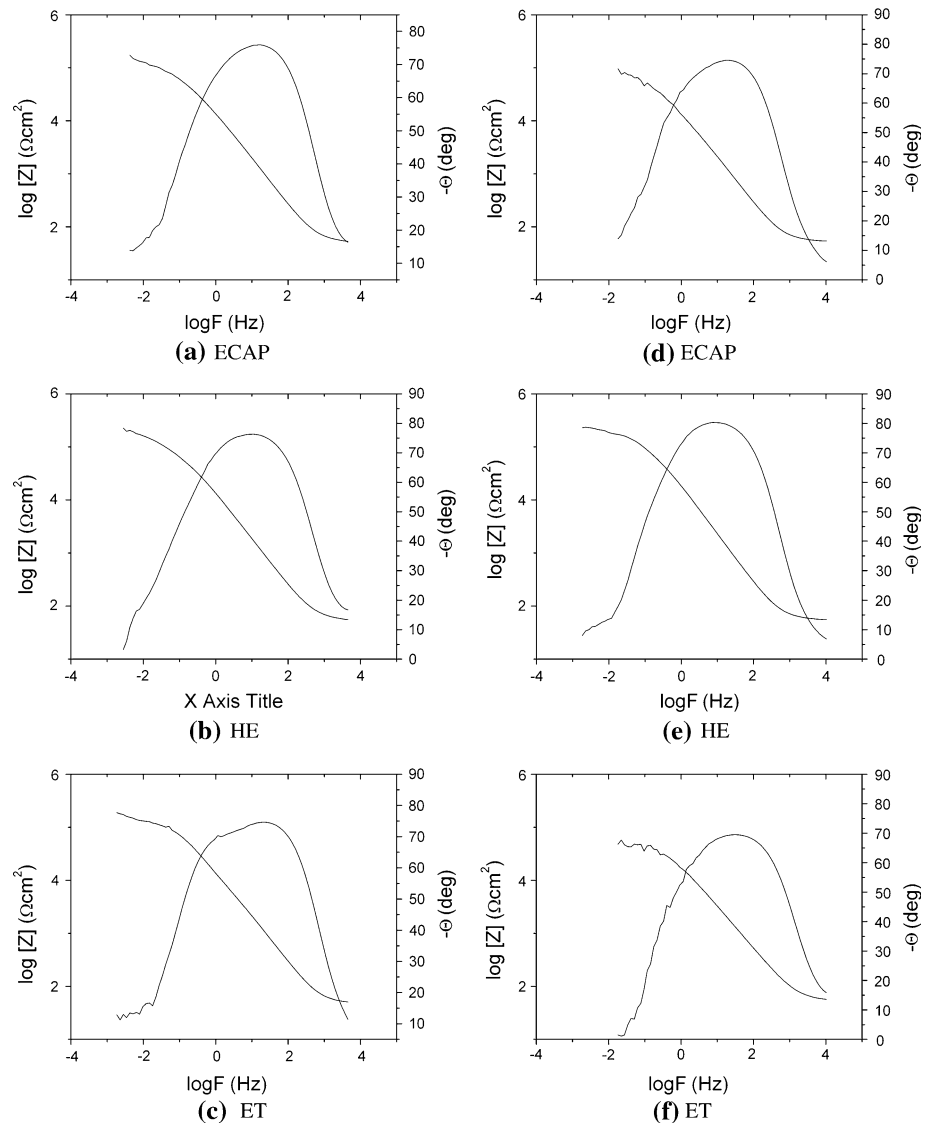 6
4
2
log [Z] (Ωcm²)
80
70
60
50
40
30
20
10
-Θ (deg)
-4 -2 0 2 4
logF (Hz)
(a) ECAP
6
4
2
log [Z] (Ωcm²)
90
80
70
60
50
40
30
20
10
0
-Θ (deg)
-4 -2 0 2 4
logF (Hz)
(d) ECAP
6
4
2
log [Z] (Ωcm²)
90
80
70
60
50
40
30
20
10
0
-Θ (deg)
-4 -2 0 2 4
X Axis Title
(b) HE
6
4
2
log [Z] (Ωcm²)
90
80
70
60
50
40
30
20
10
0
-Θ (deg)
-4 -2 0 2 4
logF (Hz)
(e) HE
6
4
2
log [Z] (Ωcm²)
90
80
70
60
50
40
30
20
10
-Θ (deg)
-4 -2 0 2 4
logF (Hz)
(c) ET
6
4
2
log [Z] (Ωcm²)
90
80
70
60
50
40
30
20
10
0
-Θ (deg)
-4 -2 0 2 4
logF (Hz)
(f) ET